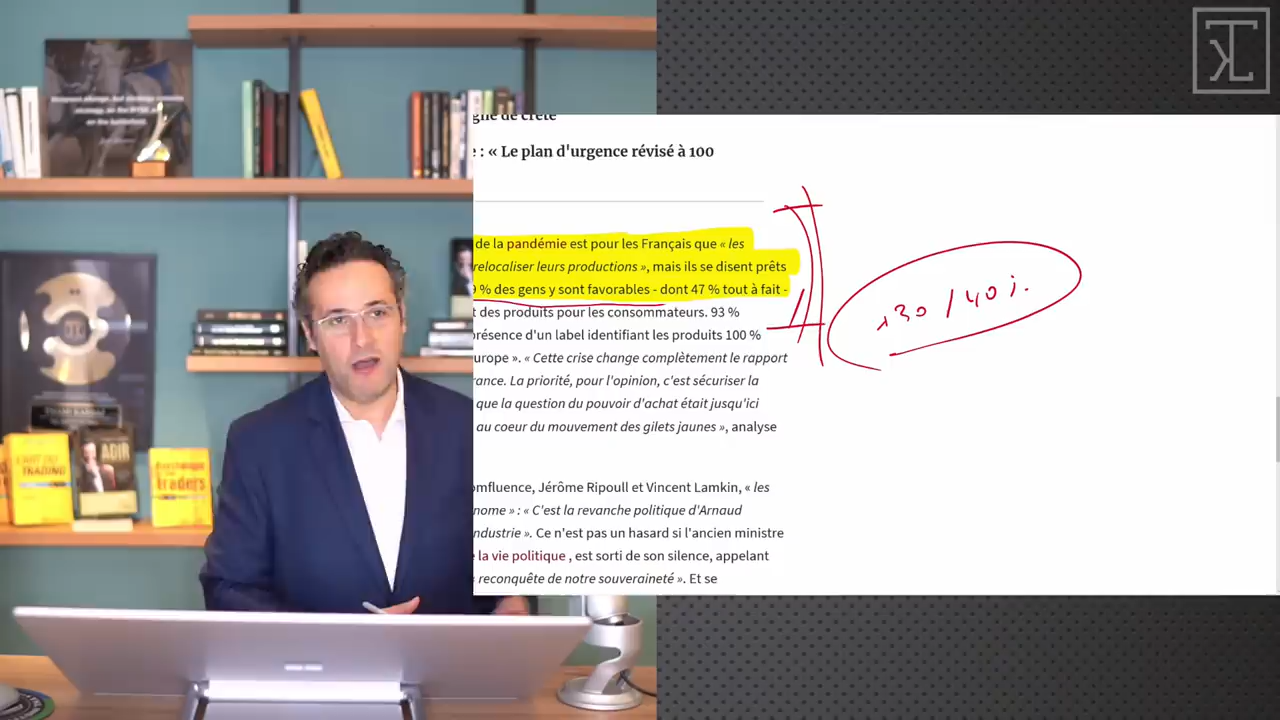 gne de crête
: « Le plan d'urgence révisé à 100
de la pandémie est pour les Français que « les
relocaliser leurs productions », mais ils se disent prêts
% des gens y sont favorables - dont 47 % tout à fait -
des produits pour les consommateurs. 93 %
présence d'un label identifiant les produits 100 %
urope ». « Cette crise change complètement le rapport
rance. La priorité, pour l'opinion, c'est sécuriser la
que la question du pouvoir d'achat était jusqu'ici
au coeur du mouvement des gilets jaunes », analyse
omfluence, Jérôme Ripoull et Vincent Lamkin, « les
nome » : « C'est la revanche politique d'Arnaud
ndustrie ». Ce n'est pas un hasard si l'ancien ministre
la vie politique , est sorti de son silence, appelant
reconquête de notre souveraineté ». Et se
30 / 40 j.
L'ART DU
TRADING
ADIR
Traders